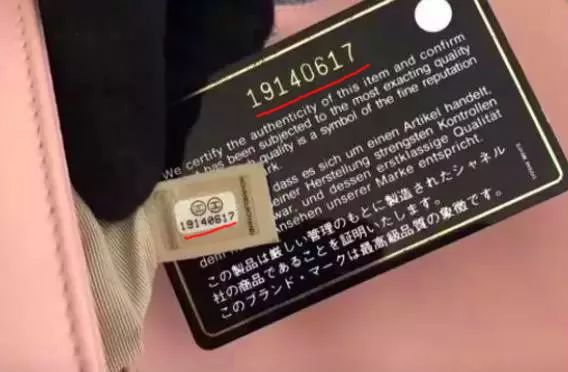 19140617
We certify the authenticity of this item and confirm
has been subjected to the most exacting quality
quality is a symbol of the fine reputation
dass es sich um einen Artikel handelt.
einer Herstellung strengsten Kontrollen
war, und dessen erstklassige Qualität
Ansehen unserer Marke entspricht.
19140617
この製品は厳しい管理のもとに製造されたシャネル
社の商品であることを証明いたします。
このブランド・マークは最高級品質の象徴です。